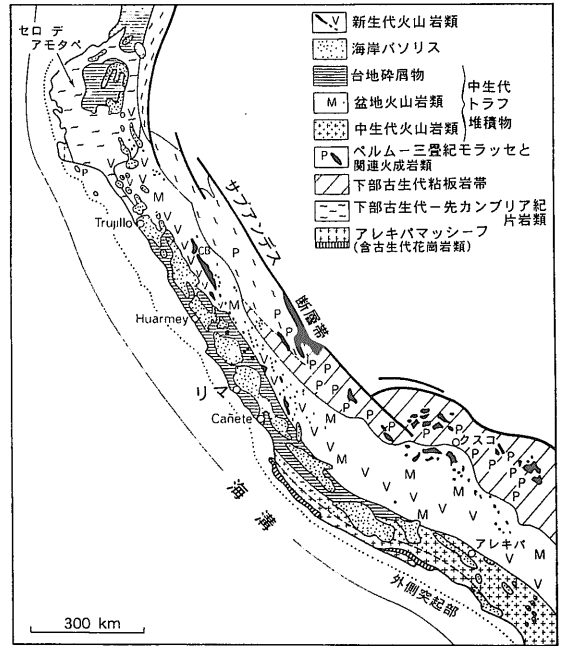 セロ デ
アモタペ
V 新生代火山岩類
海岸バソリス
台地砕屑物
M 盆地火山岩類
中生代火山岩類
中生代
トラフ
堆積物
P ペルム－三畳紀モラッセと
関連火成岩類
下部古生代粘板岩帯
下部古生代－先カンブリア紀
片岩類
アレキパマッシーフ
(含古生代花崗岩類)
サブアンデス
断層帯
Trujillo
CB
Huarmey
リマ
Cañete
クスコ
アレキパ
海溝
外側突起部
300 km